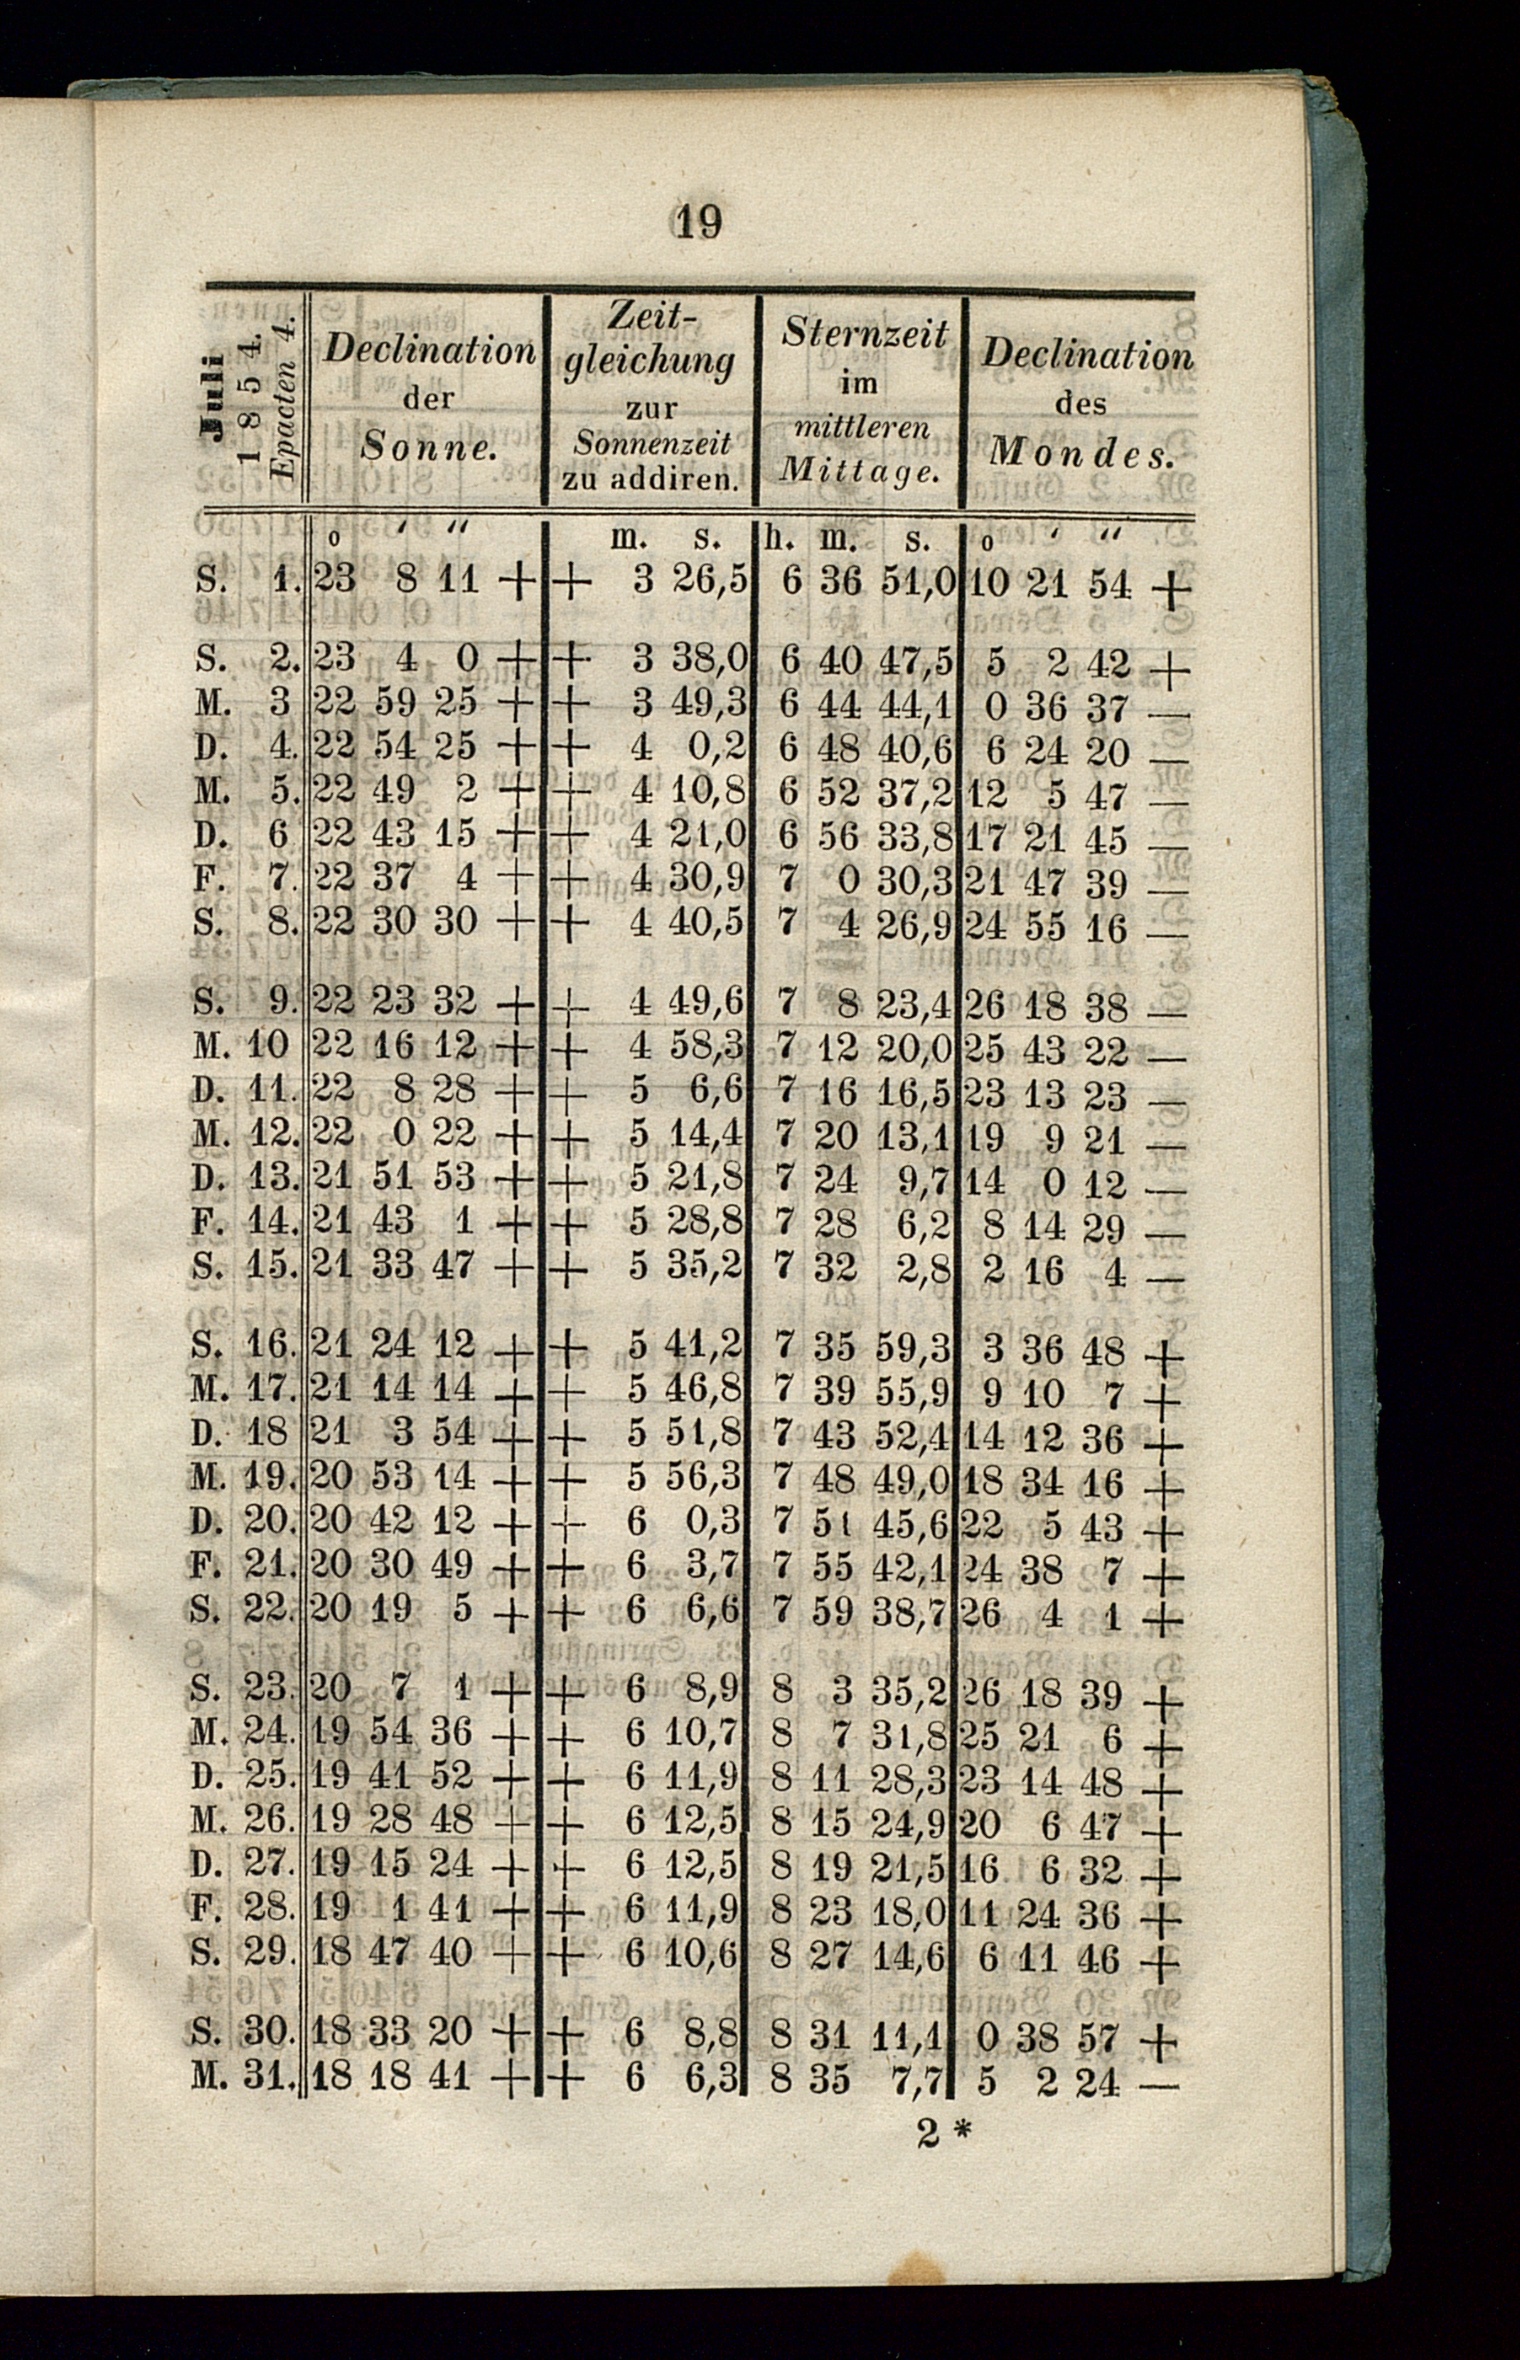 19
Juli
1854.
Epacten 4.
Declination
der
Sonne.
Zeit-
gleichung
zur
Sonnenzeit
zu addiren.
Sternzeit
im
mittleren
Mittage.
Declination
des
Mondes.
o ‘ “ m. s. h. m. s. o ‘ “
S. 1. 23 8 11 + + 3 26,5 6 36 51,0 10 21 54 +
S. 2. 23 4 0 + + 3 38,0 6 40 47,5 5 2 42 +
M. 3 22 59 25 + + 3 49,3 6 44 44,1 0 36 37 —
D. 4. 22 54 25 + + 4 0,2 6 48 40,6 6 24 20 —
M. 5. 22 49 2 + + 4 10,8 6 52 37,2 12 5 47 —
D. 6 22 43 15 + + 4 21,0 6 56 33,8 17 21 45 —
F. 7. 22 37 4 + + 4 30,9 7 0 30,3 21 47 39 —
S. 8. 22 30 30 + + 4 40,5 7 4 26,9 24 55 16 —
S. 9. 22 23 32 + + 4 49,6 7 8 23,4 26 18 38 —
M. 10 22 16 12 + + 4 58,3 7 12 20,0 25 43 22 —
D. 11. 22 8 28 + + 5 6,6 7 16 16,5 23 13 23 —
M. 12. 22 0 22 + + 5 14,4 7 20 13,1 19 9 21 —
D. 13. 21 51 53 + + 5 21,8 7 24 9,7 14 0 12 —
F. 14. 21 43 1 + + 5 28,8 7 28 6,2 8 14 29 —
S. 15. 21 33 47 + + 5 35,2 7 32 2,8 2 16 4 —
S. 16. 21 24 12 + + 5 41,2 7 35 59,3 3 36 48 +
M. 17. 21 14 14 + + 5 46,8 7 39 55,9 9 10 7 +
D. 18 21 3 54 + + 5 51,8 7 43 52,4 14 12 36 +
M. 19. 20 53 14 + + 5 56,3 7 48 49,0 18 34 16 +
D. 20. 20 42 12 + + 6 0,3 7 51 45,6 22 5 43 +
F. 21. 20 30 49 + + 6 3,7 7 55 42,1 24 38 7 +
S. 22. 20 19 5 + + 6 6,6 7 59 38,7 26 4 1 +
S. 23. 20 7 1 + + 6 8,9 8 3 35,2 26 18 39 +
M. 24. 19 54 36 + + 6 10,7 8 7 31,8 25 21 6 +
D. 25. 19 41 52 + + 6 11,9 8 11 28,3 23 14 48 +
M. 26. 19 28 48 + + 6 12,5 8 15 24,9 20 6 47 +
D. 27. 19 15 24 + + 6 12,5 8 19 21,5 16 6 32 +
F. 28. 19 1 41 + + 6 11,9 8 23 18,0 11 24 36 +
S. 29. 18 47 40 + + 6 10,6 8 27 14,6 6 11 46 +
S. 30. 18 33 20 + + 6 8,8 8 31 11,1 0 38 57 +
M. 31. 18 18 41 + + 6 6,3 8 35 7,7 5 2 24 —
2 *